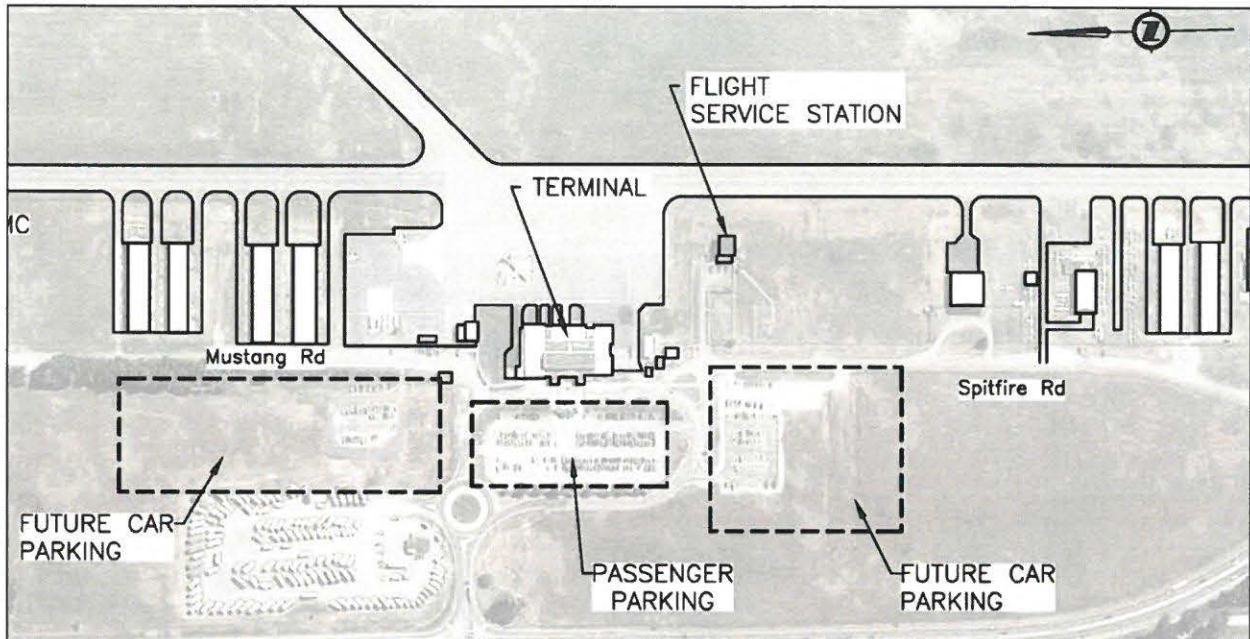 FLIGHT
SERVICE STATION
TERMINAL
MC
Mustang Rd
Spitfire Rd
FUTURE CAR
PARKING
PASSENGER
PARKING
FUTURE CAR
PARKING